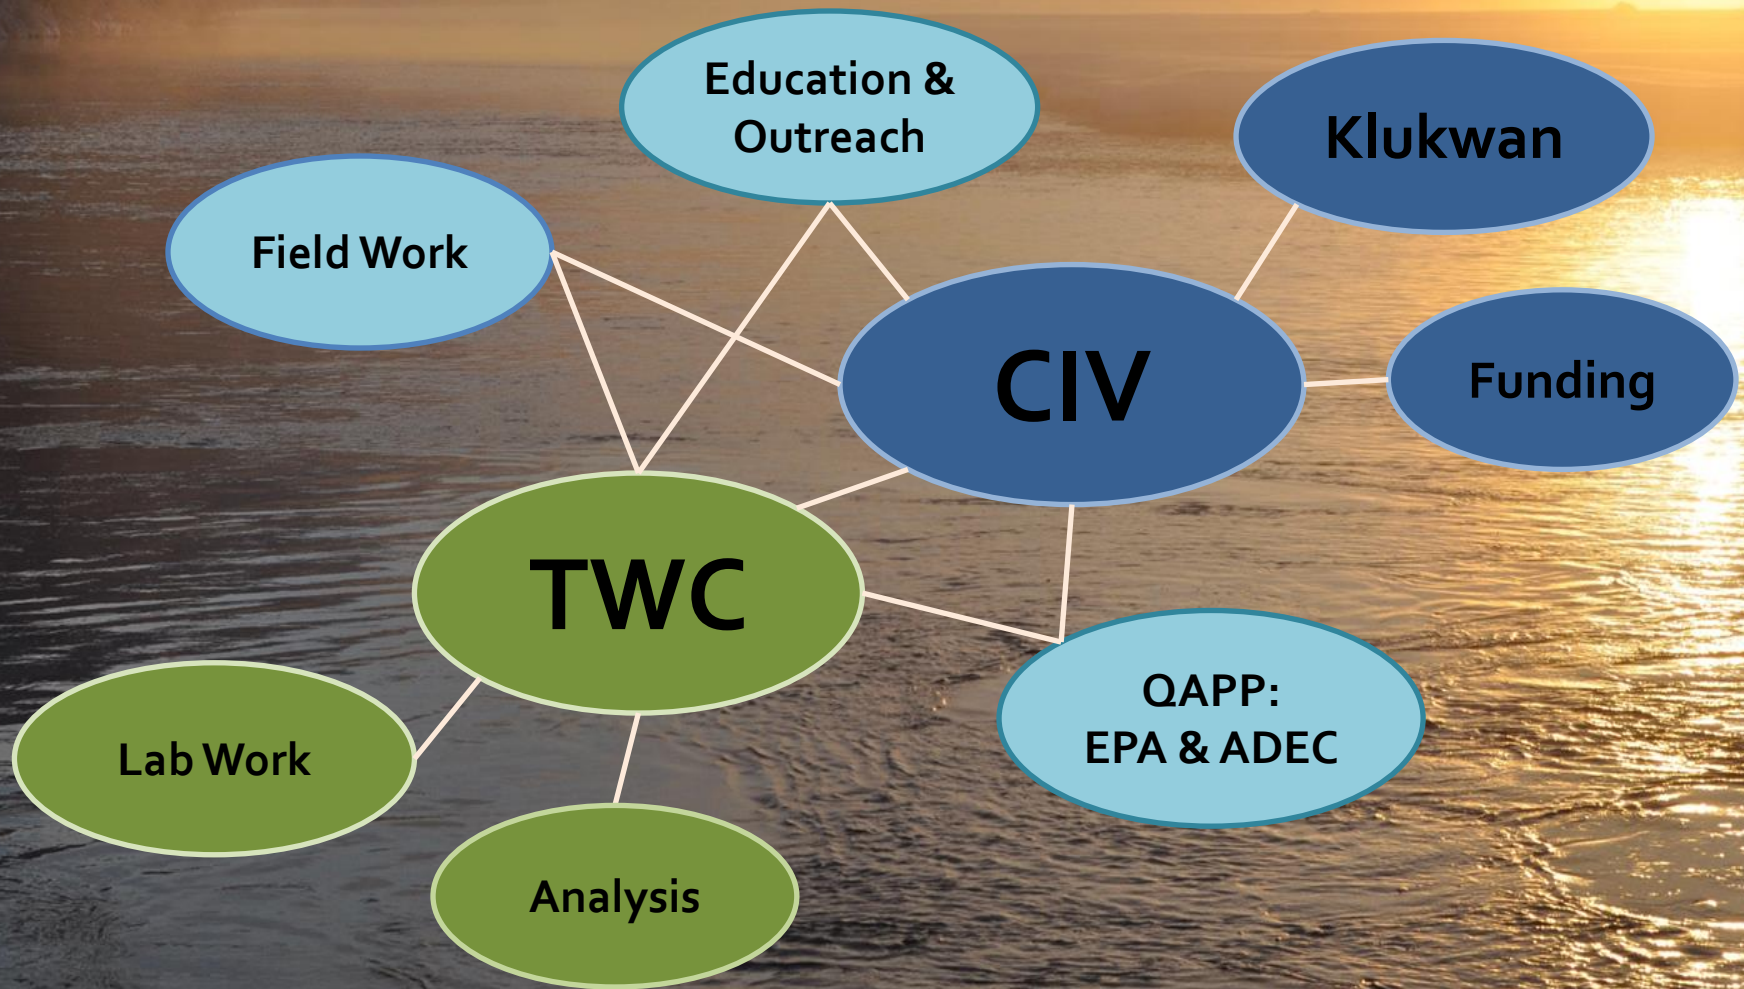 Education &
Outreach
Klukwan
Field Work
CIV
Funding
TWC
QAPP:
EPA & ADEC
Lab Work
Analysis